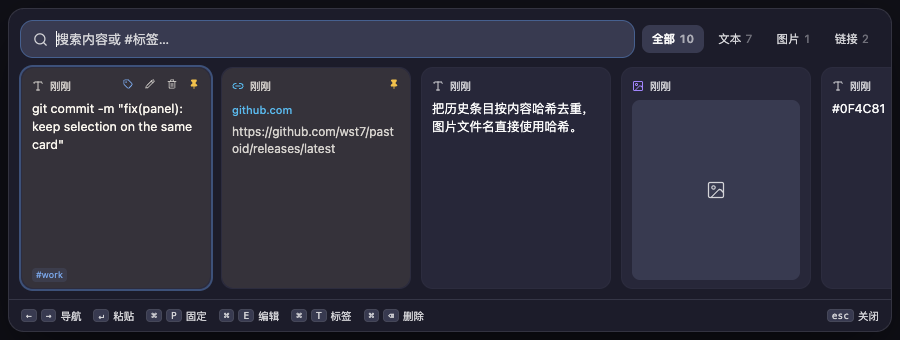 搜索内容或 #标签...
全部 10 文本 7 图片 1 链接 2
刚刚
git commit -m "fix(panel):
keep selection on the same
card"
#work
刚刚
github.com
https://github.com/wst7/past
oid/releases/latest
刚刚
把历史条目按内容哈希去重，
图片文件名直接使用哈希。
刚刚
刚刚
#0F4C81
← → 导航 ↵ 粘贴 ⌘ P 固定 ⌘ E 编辑 ⌘ T 标签 ⌘ ⌫ 删除 esc 关闭